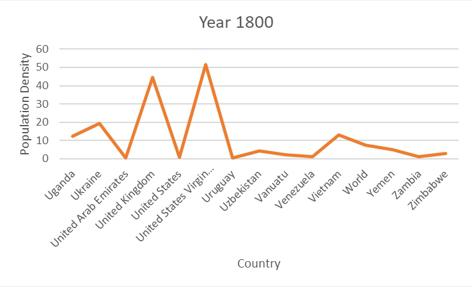 Year 1800
Population Density
60
50
40
30
20
10
0
Uganda
Ukraine
United Arab Emirates
United Kingdom
United States
United States Virgin...
Uruguay
Uzbekistan
Vanuatu
Venezuela
Vietnam
World
Yemen
Zambia
Zimbabwe
Country